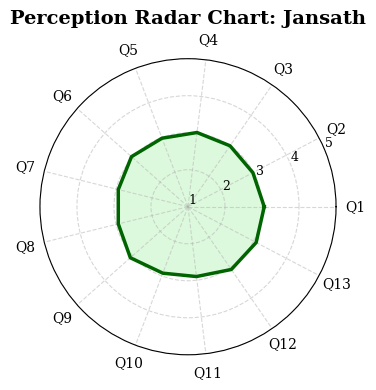 Perception Radar Chart: Jansath
Q4
Q5
Q3
Q6
Q2
5
4
3
Q7
2
1
Q1
Q8
Q13
Q9
Q12
Q10
Q11